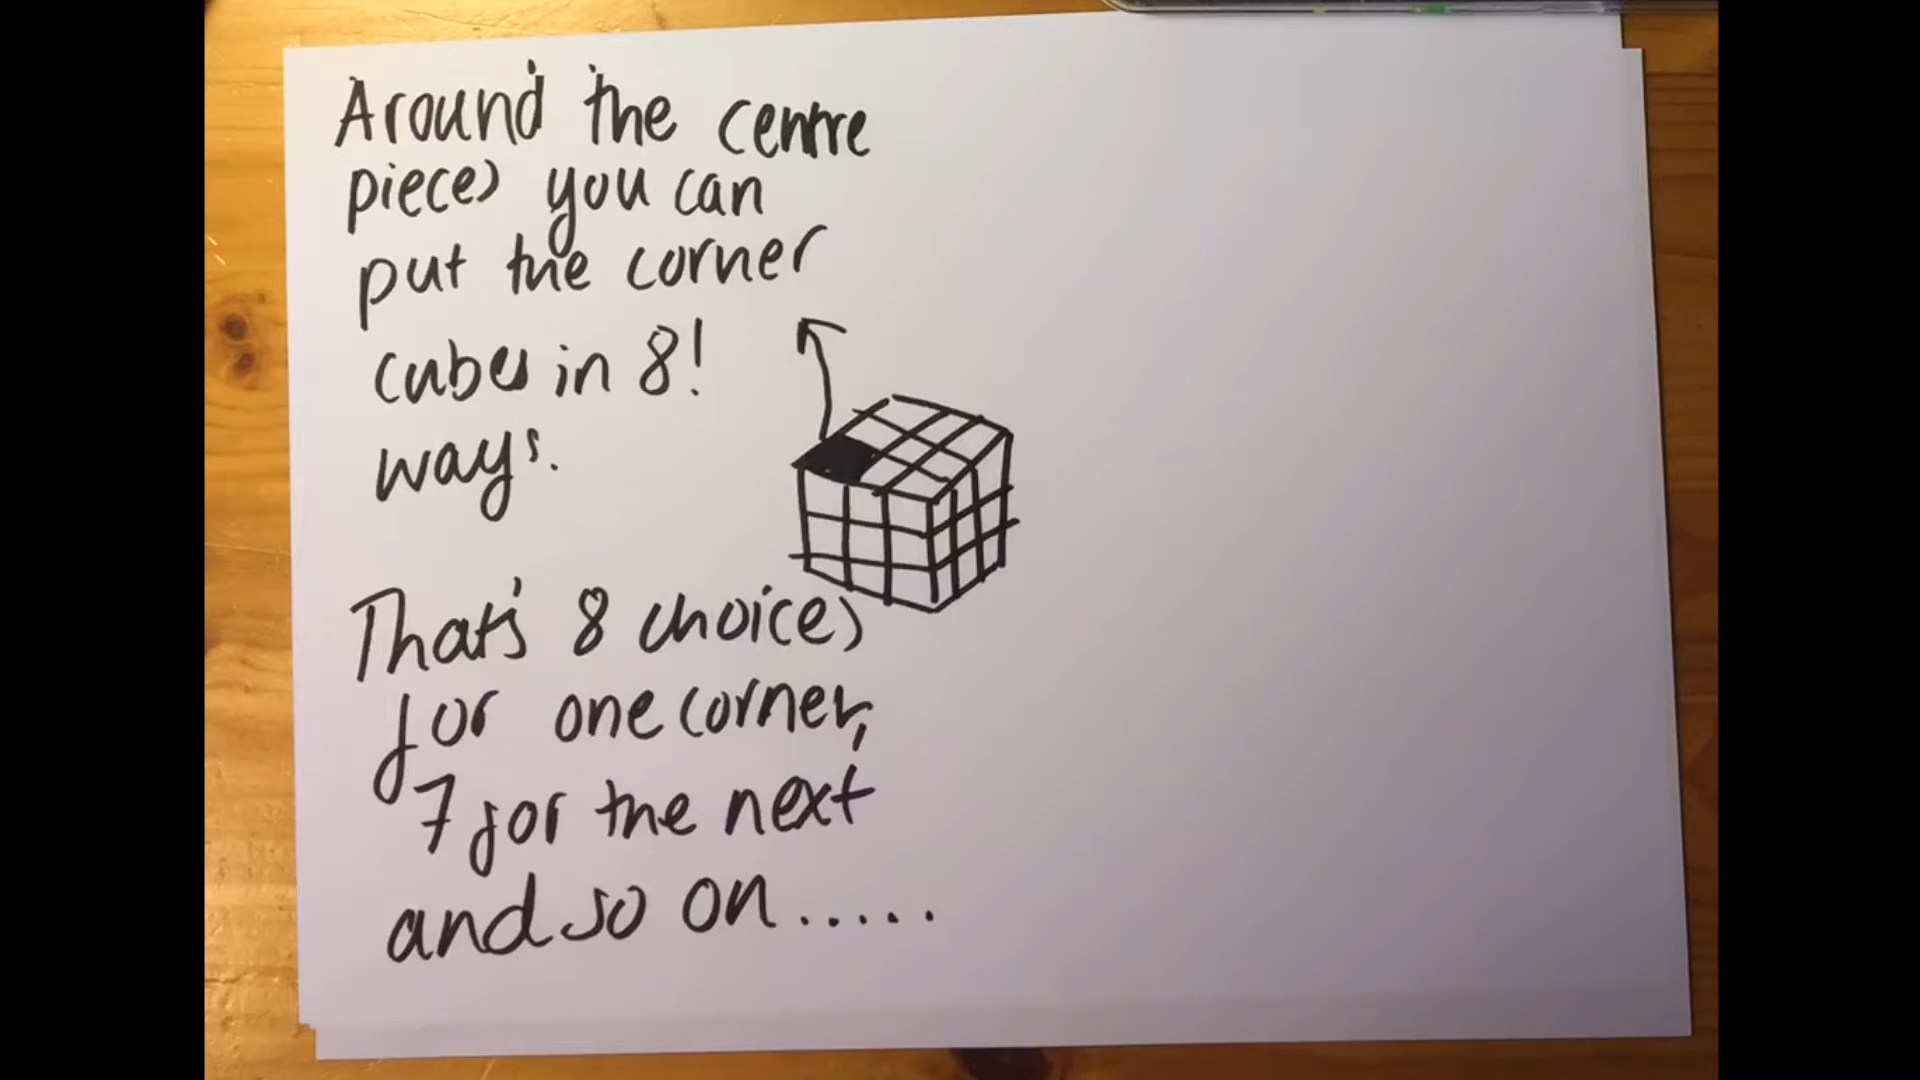 Around the centre
pieces you can
put the corner
cubes in 8!
ways.
That's 8 choices
for one corner,
7 for the next
and so on.....